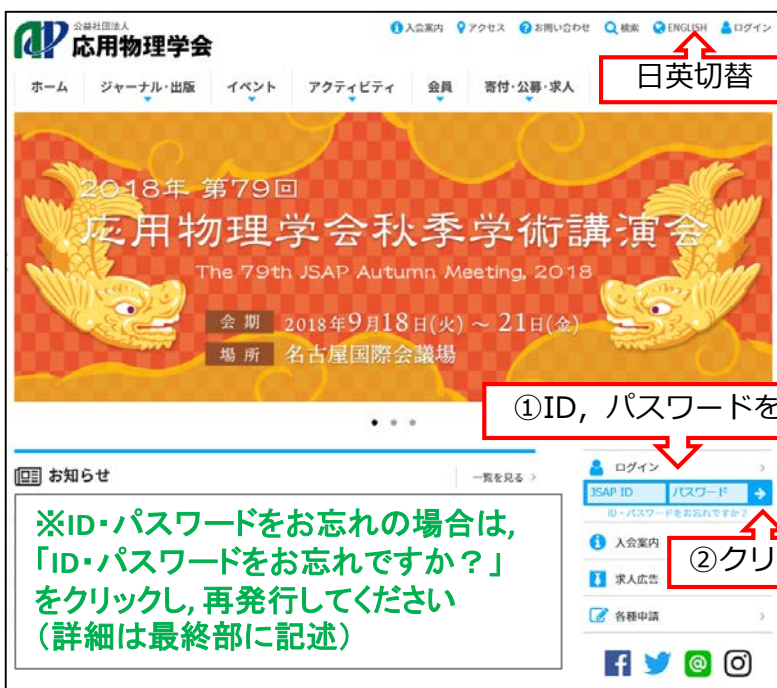 公益社団法人
応用物理学会
入会案内 アクセス お問い合わせ 検索 ENGLISH ログイン
日英切替
ホーム ジャーナル・出版 イベント アクティビティ 会員 寄付・公募・求人
2018年 第79回
応用物理学会秋季学術講演会
The 79th JSAP Autumn Meeting, 2018
会期 2018年9月18日(火) ~ 21日(金)
場所 名古屋国際会議場
①ID，パスワードを
お知らせ
一覧を見る
ログイン
JSAP ID パスワード
ID・パスワードをお忘れですか？
※ID・パスワードをお忘れの場合は,
「ID・パスワードをお忘れですか？」
をクリックし, 再発行してください
（詳細は最終部に記述）
入会案内
②クリ
求人広告
各種申請